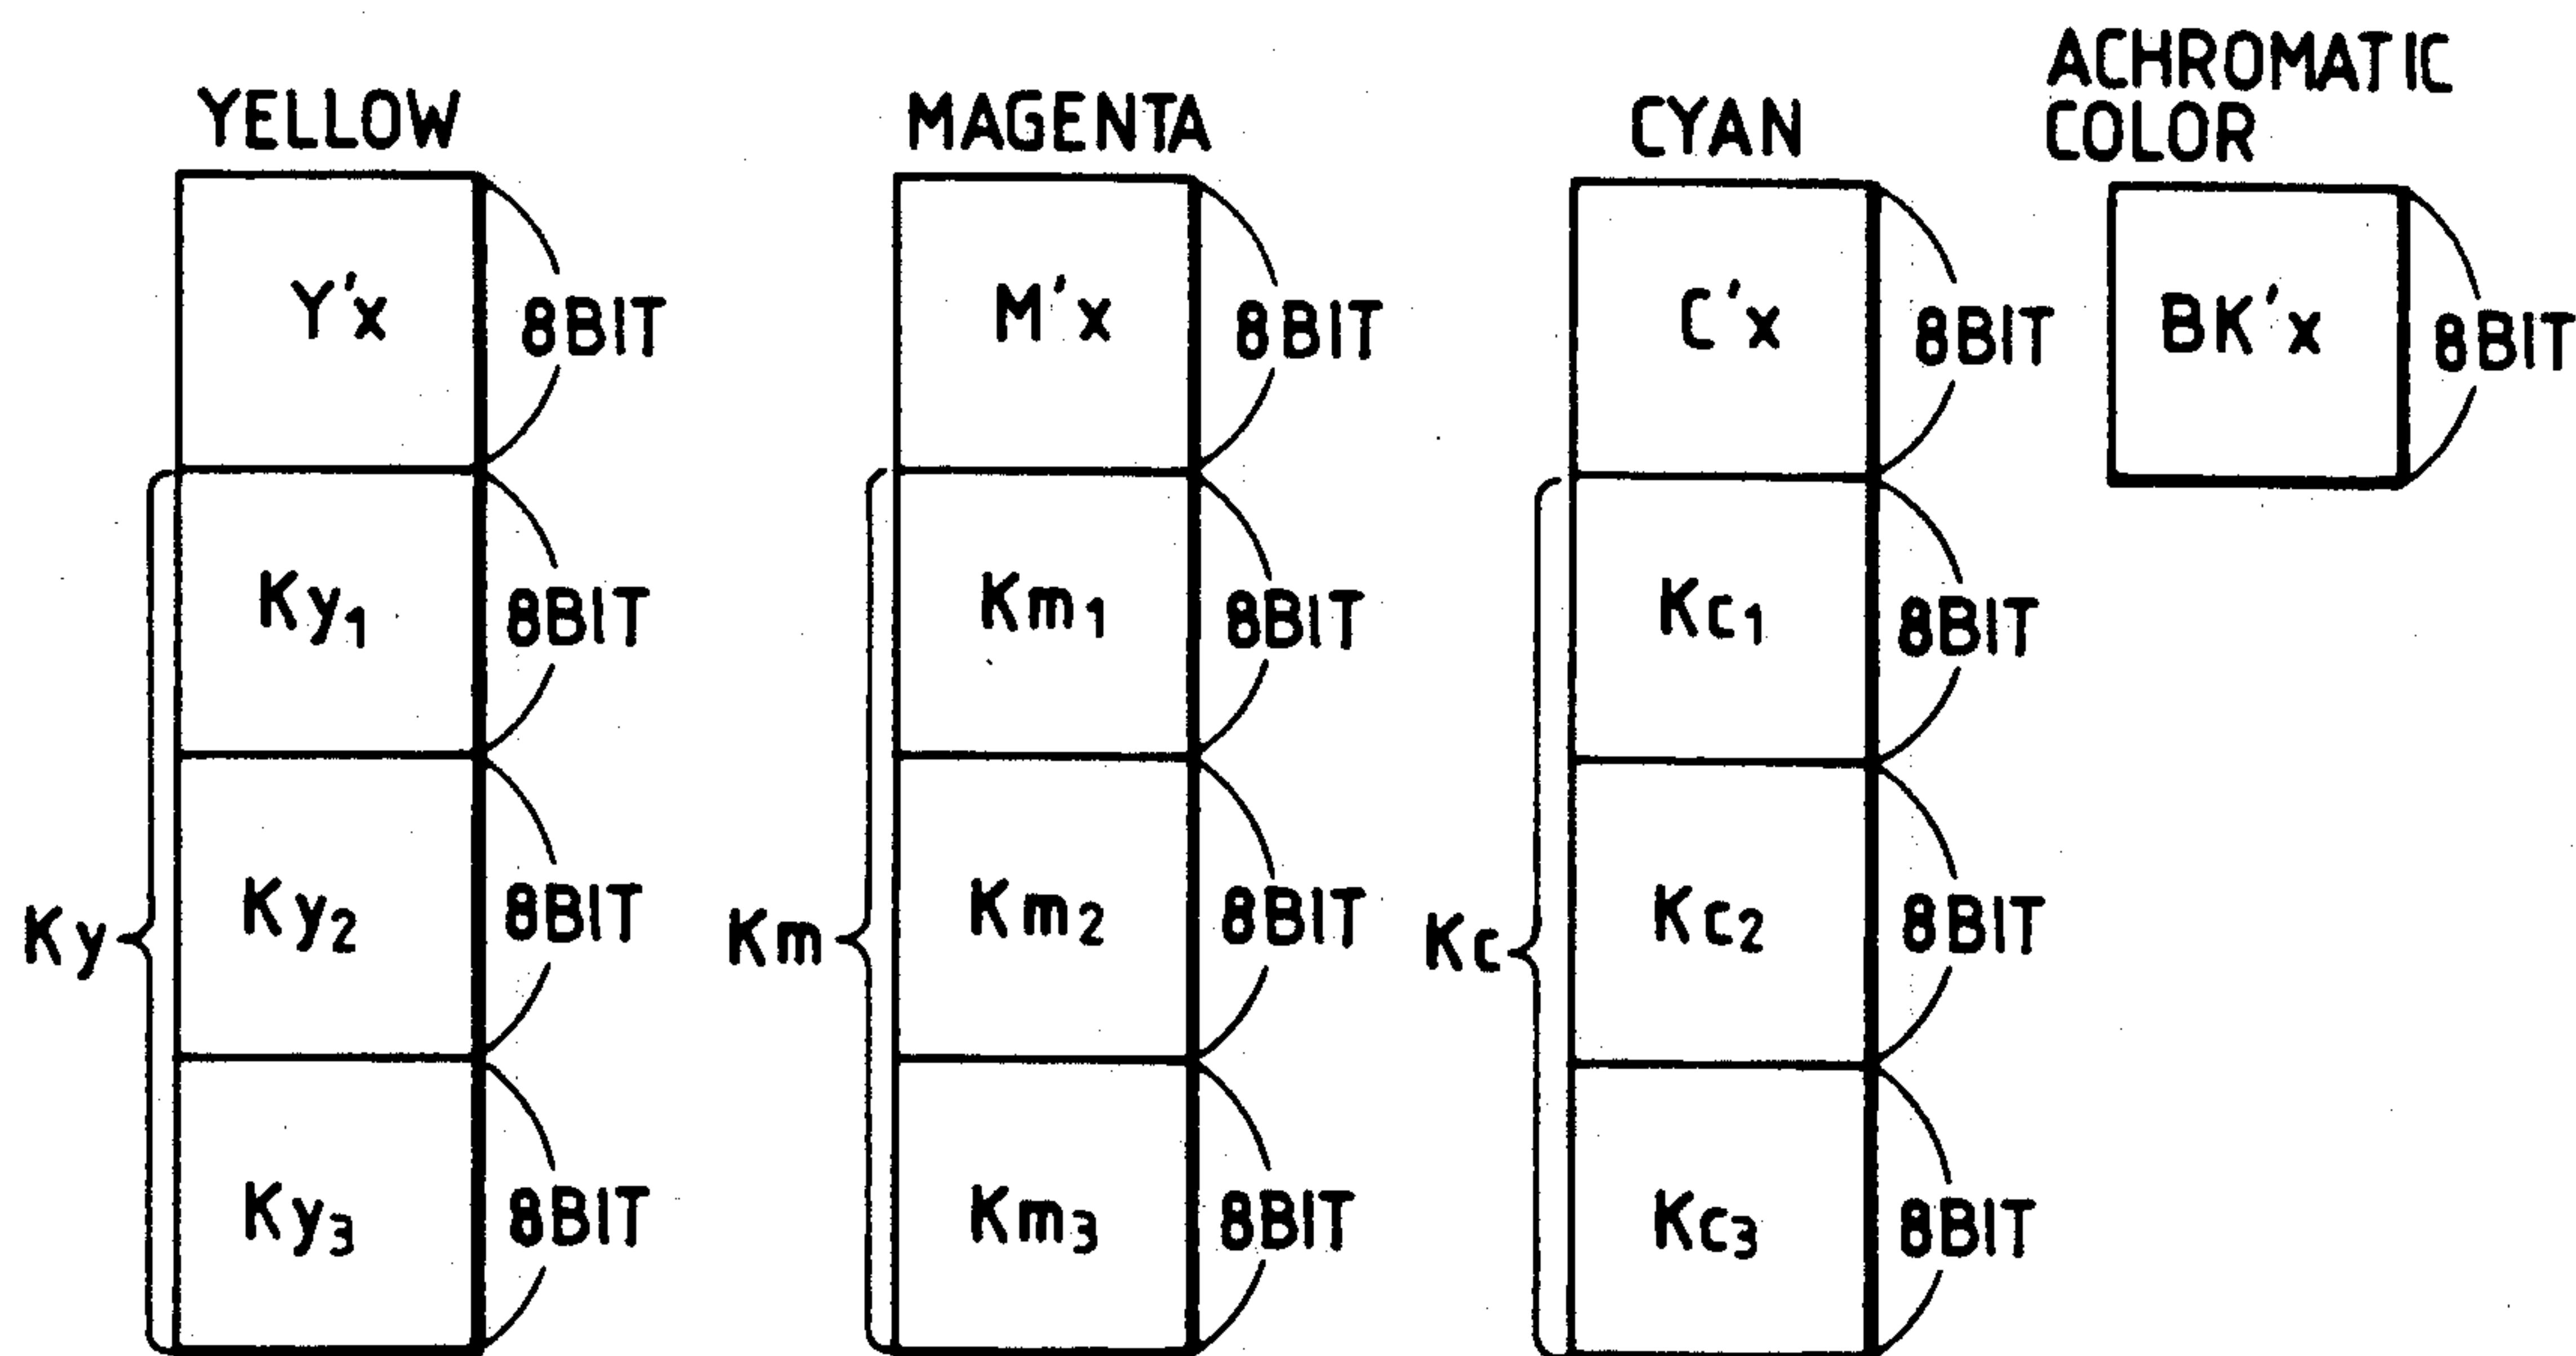 YELLOW
Y'x
8BIT
Ky1
8BIT
Ky2
8BIT
Ky3
8BIT
Ky
MAGENTA
M'x
8BIT
Km1
8BIT
Km2
8BIT
Km3
8BIT
Km
CYAN
C'x
8BIT
Kc1
8BIT
Kc2
8BIT
Kc3
8BIT
Kc
ACHROMATIC
COLOR
BK'x
8BIT